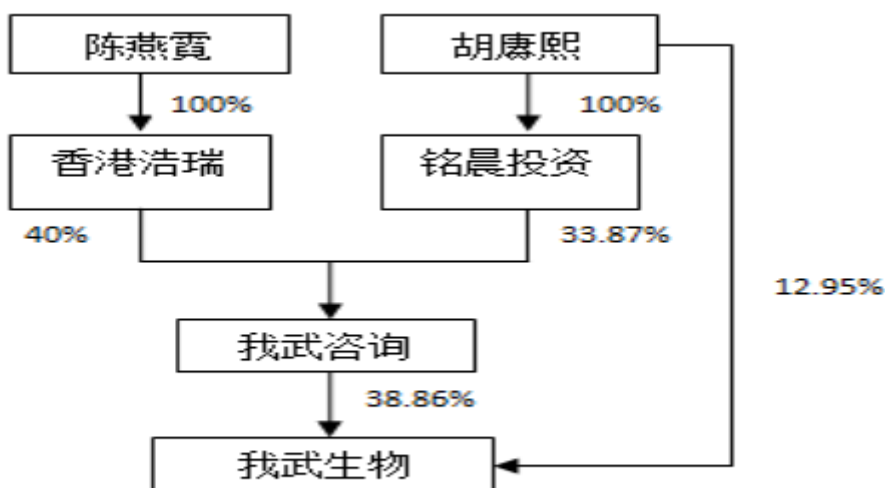 陈燕霓
胡赓熙
100%
100%
香港浩瑞
铭晨投资
40%
33.87%
12.95%
我武咨询
38.86%
我武生物